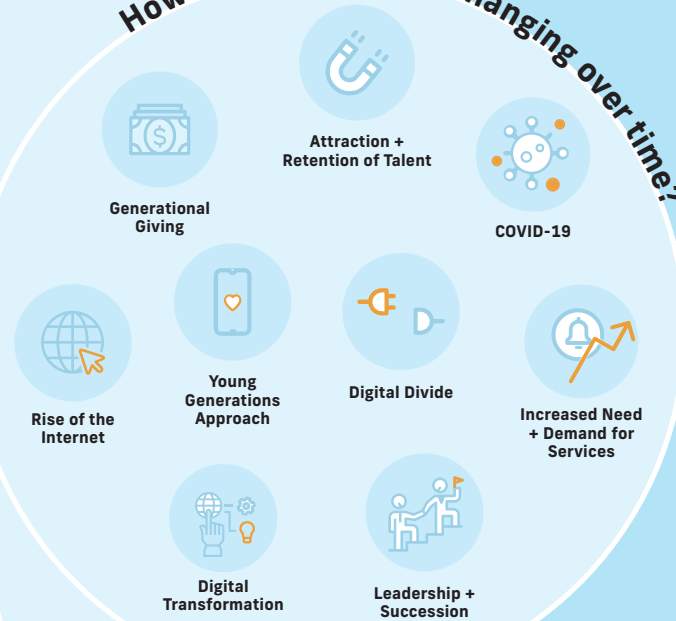 How
hanging over time?
Attraction +
Retention of Talent
$
Generational
Giving
COVID-19
Young
Generations
Approach
Digital Divide
Rise of the
Internet
Increased Need
+ Demand for
Services
Digital
Transformation
Leadership +
Succession